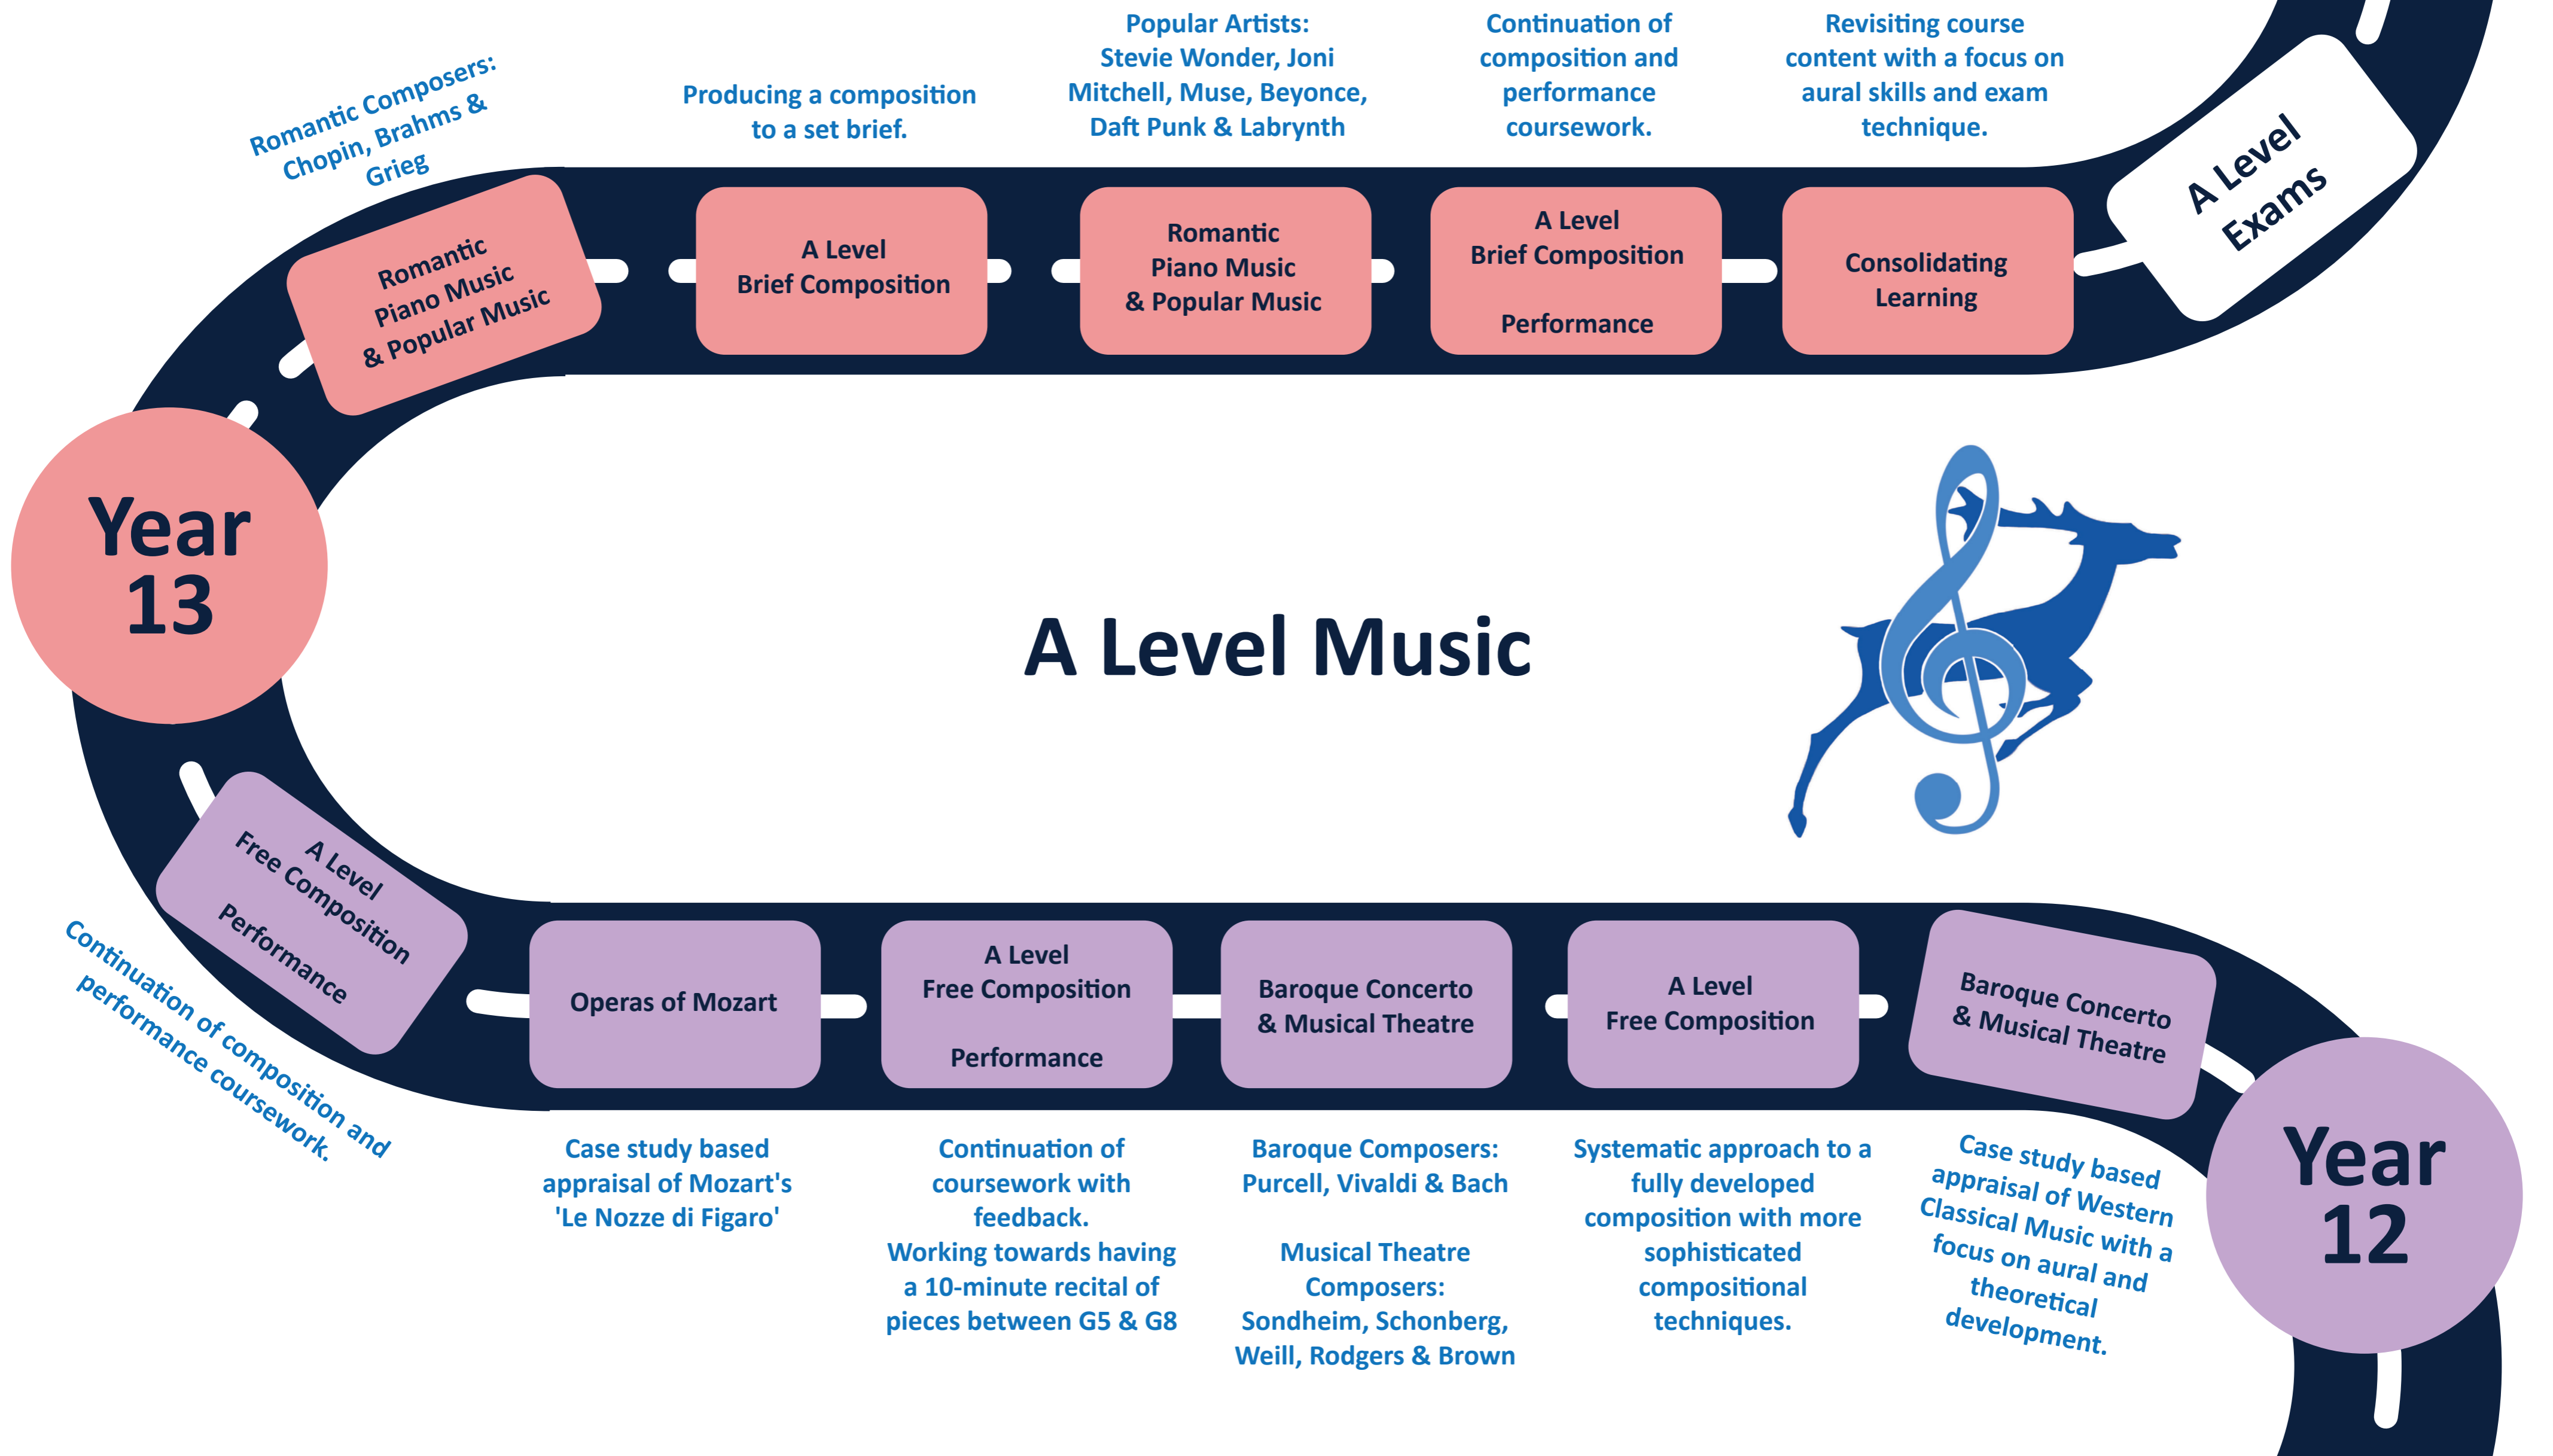 Romantic Composers:
Chopin, Brahms &
Grieg
Producing a composition
to a set brief.
Popular Artists:
Stevie Wonder, Joni
Mitchell, Muse, Beyonce,
Daft Punk & Labrynth
Continuation of
composition and
performance
coursework.
Revisiting course
content with a focus on
aural skills and exam
technique.
Romantic
Piano Music
& Popular Music
A Level
Brief Composition
Romantic
Piano Music
& Popular Music
A Level
Brief Composition
Performance
Consolidating
Learning
A Level
Exams
Year
13
A Level Music
A Level
Free Composition
Performance
Operas of Mozart
A Level
Free Composition
Performance
Baroque Concerto
& Musical Theatre
A Level
Free Composition
Baroque Concerto
& Musical Theatre
Year
12
Continuation of composition and
performance coursework.
Case study based
appraisal of Mozart's
'Le Nozze di Figaro'
Continuation of
coursework with
feedback.
Working towards having
a 10-minute recital of
pieces between G5 & G8
Baroque Composers:
Purcell, Vivaldi & Bach
Musical Theatre
Composers:
Sondheim, Schonberg,
Weill, Rodgers & Brown
Systematic approach to a
fully developed
composition with more
sophisticated
compositional
techniques.
Case study based
appraisal of Western
Classical Music with a
focus on aural and
theoretical
development.